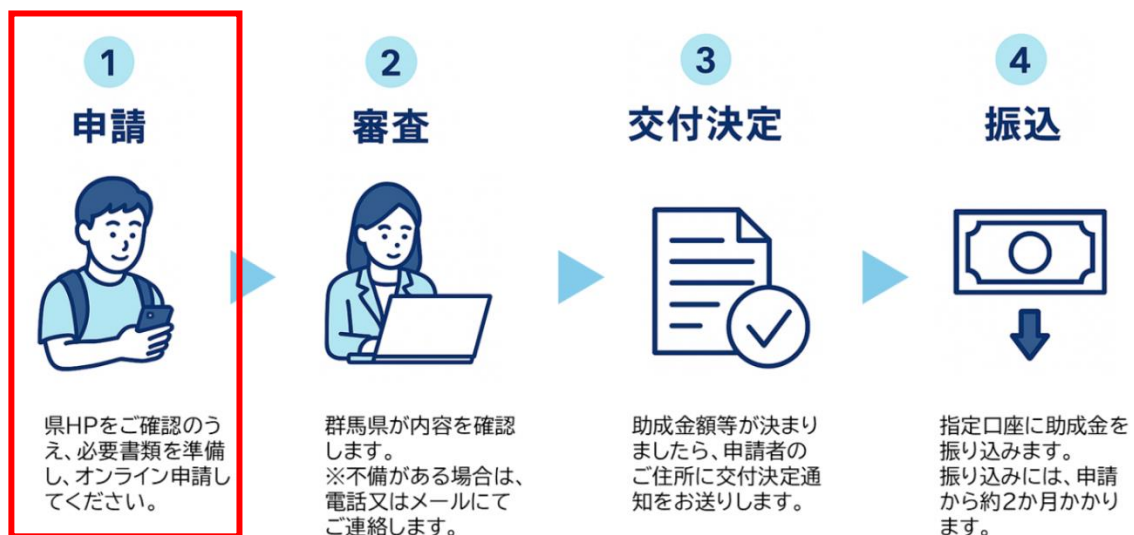 1
申請
県HPをご確認のう
え、必要書類を準備
し、オンライン申請し
てください。
2
審査
群馬県が内容を確認
します。
※不備がある場合は、
電話又はメールにて
ご連絡します。
3
交付決定
助成金額等が決まり
ましたら、申請者の
ご住所に交付決定通
知をお送りします。
4
振込
指定口座に助成金を
振り込みます。
振り込みには、申請
から約2か月かかり
ます。